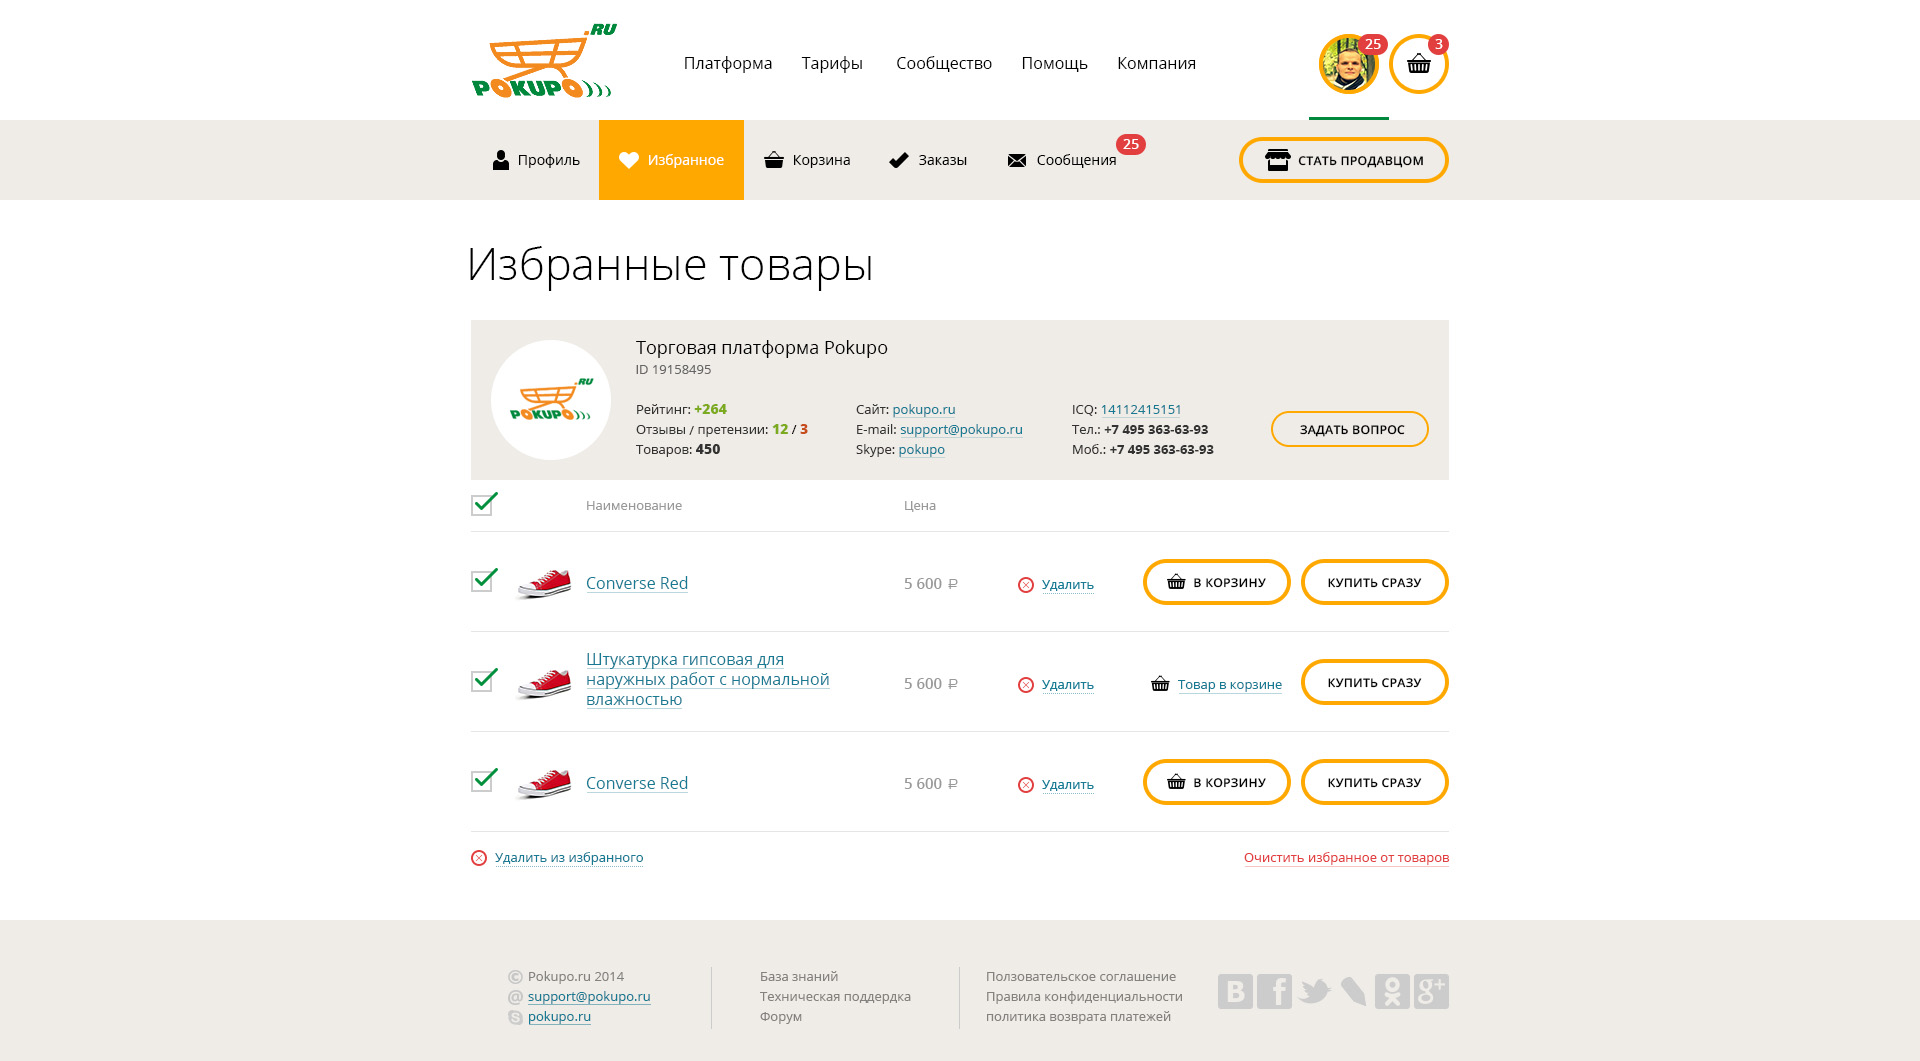 POKUPO.RU
Платформа Тарифы Сообщество Помощь Компания
25 3
Профиль Избранное Корзина Заказы Сообщения 25 СТАТЬ ПРОДАВЦОМ
Избранные товары
POKUPO.RU
Торговая платформа Pokupo
ID 19158495
Рейтинг: +264 Сайт: pokupo.ru ICQ: 14112415151
Отзывы / претензии: 12 / 3 E-mail: support@pokupo.ru Тел.: +7 495 363-63-93 ЗАДАТЬ ВОПРОС
Товаров: 450 Skype: pokupo Моб.: +7 495 363-63-93
Наименование Цена
Converse Red 5 600 ₽ Удалить В КОРЗИНУ КУПИТЬ СРАЗУ
Штукатурка гипсовая для
наружных работ с нормальной 5 600 ₽ Удалить Товар в корзине КУПИТЬ СРАЗУ
влажностью
Converse Red 5 600 ₽ Удалить В КОРЗИНУ КУПИТЬ СРАЗУ
Удалить из избранного Очистить избранное от товаров
© Pokupo.ru 2014 База знаний Ползовательское соглашение
@ support@pokupo.ru Техническая поддердка Правила конфиденциальности
pokupo.ru Форум политика возврата платежей
B f g+